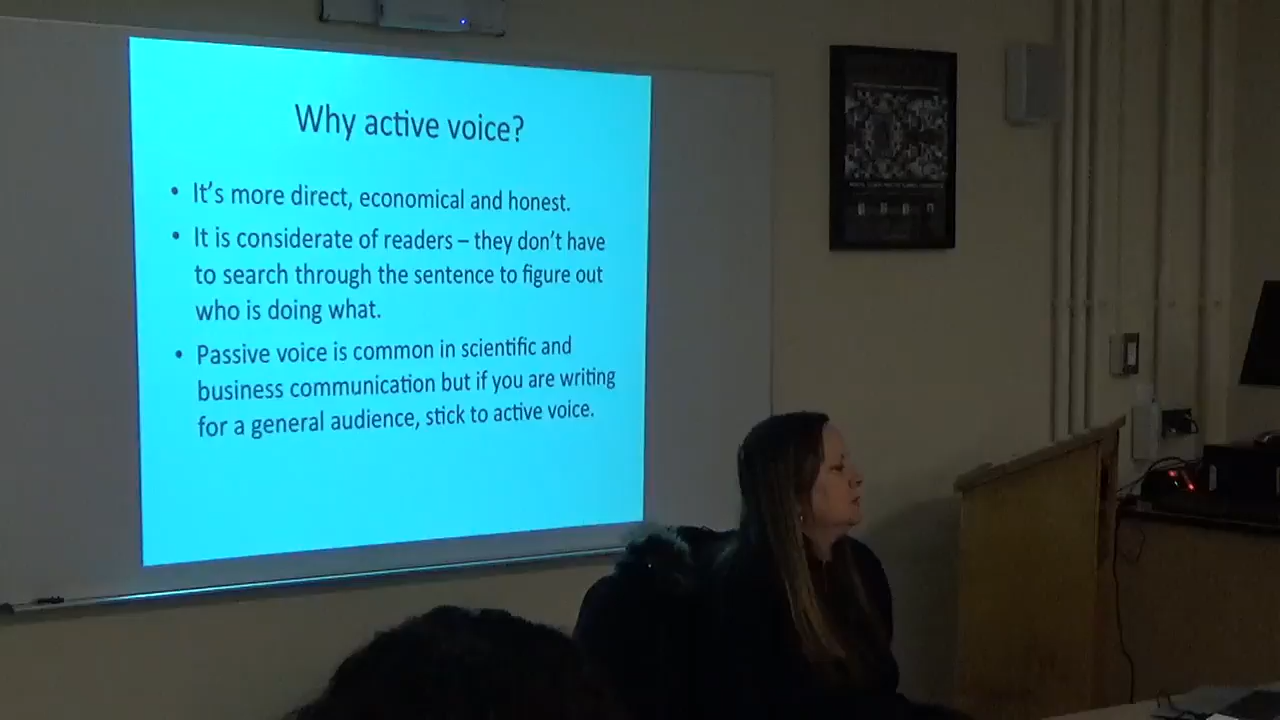 Why active voice?
• It's more direct, economical and honest.
• It is considerate of readers – they don't have
to search through the sentence to figure out
who is doing what.
• Passive voice is common in scientific and
business communication but if you are writing
for a general audience, stick to active voice.